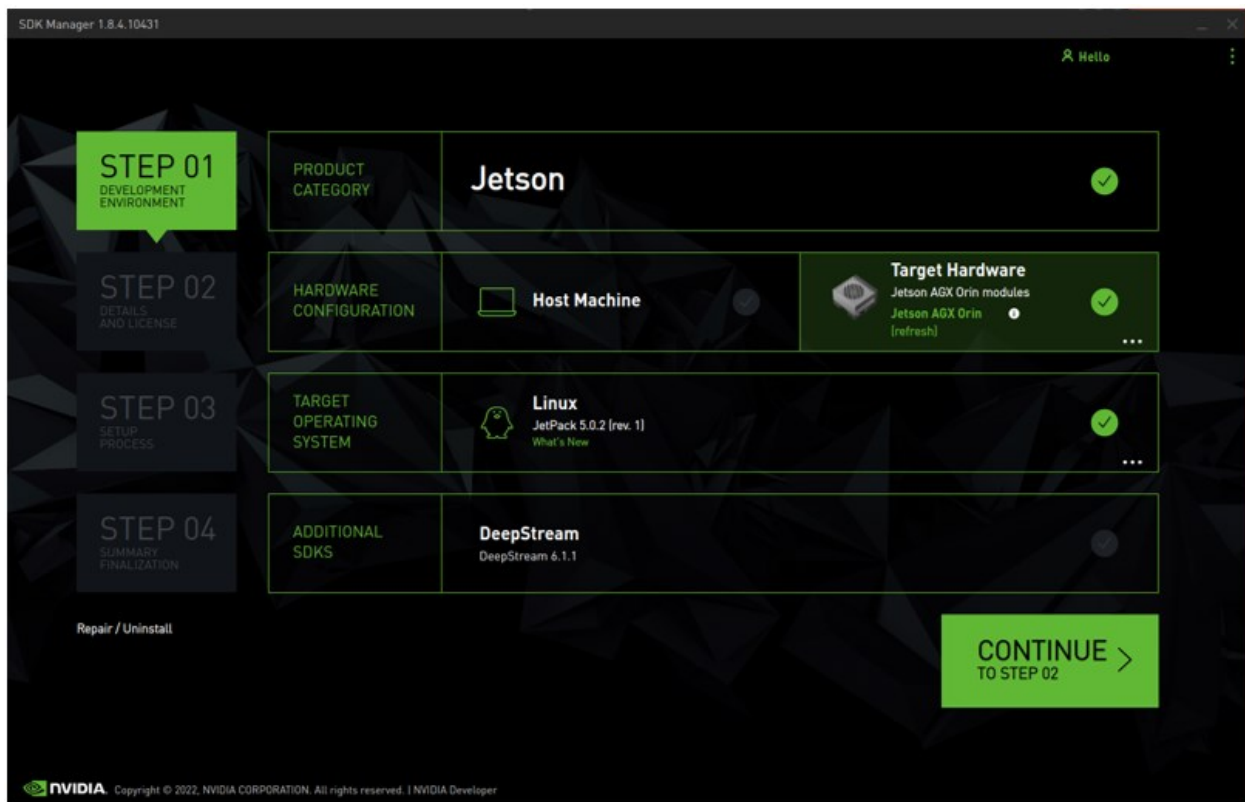 SDK Manager 1.8.4.10431
Hello
STEP 01
DEVELOPMENT
ENVIRONMENT
PRODUCT
CATEGORY
Jetson
STEP 02
DETAILS
AND LICENSE
HARDWARE
CONFIGURATION
Host Machine
Target Hardware
Jetson AGX Orin modules
Jetson AGX Orin
[refresh]
STEP 03
SETUP
PROCESS
TARGET
OPERATING
SYSTEM
Linux
JetPack 5.0.2 [rev. 1]
What's New
STEP 04
SUMMARY
FINALIZATION
ADDITIONAL
SDKS
DeepStream
DeepStream 6.1.1
Repair / Uninstall
CONTINUE
TO STEP 02
NVIDIA. Copyright © 2022, NVIDIA CORPORATION. All rights reserved. | NVIDIA Developer